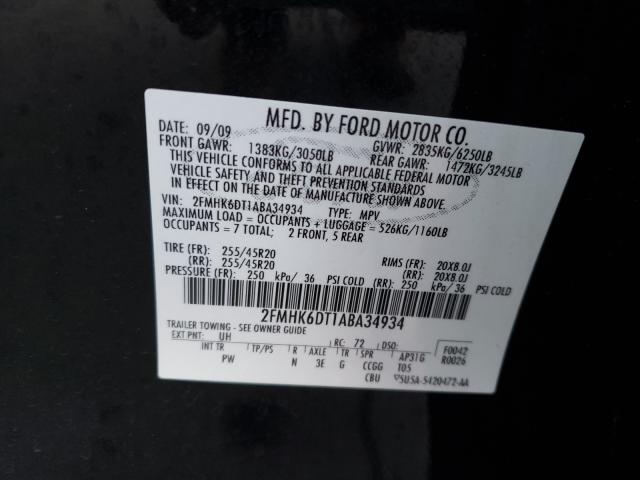 MFD. BY FORD MOTOR CO.
DATE: 09/09 GVWR: 2835KG/6250LB
FRONT GAWR: 1383KG/3050LB REAR GAWR: 1472KG/3245LB
THIS VEHICLE CONFORMS TO ALL APPLICABLE FEDERAL MOTOR
VEHICLE SAFETY AND THEFT PREVENTION STANDARDS
IN EFFECT ON THE DATE OF MANUFACTURE SHOWN ABOVE.
VIN: 2FMHK6DT1ABA34934 TYPE: MPV
MAXIMUM LOAD = OCCUPANTS + LUGGAGE = 526KG/1160LB
OCCUPANTS = 7 TOTAL; 2 FRONT, 5 REAR
TIRE (FR): 255/45R20 RIMS (FR): 20X8.0J
(RR): 255/45R20 (RR): 20X8.0J
PRESSURE (FR): 250 kPa/ 36 PSI COLD (RR): 250 kPa/ 36 PSI COLD
2FMHK6DT1ABA34934
TRAILER TOWING - SEE OWNER GUIDE
EXT PNT: UH RC: 72 DSO: F0042
INT TR TP/PS R AXLE TR SPR AP31G R0026
PW N 3E G CCGG T05
CBU 5U5A-5420472-AA